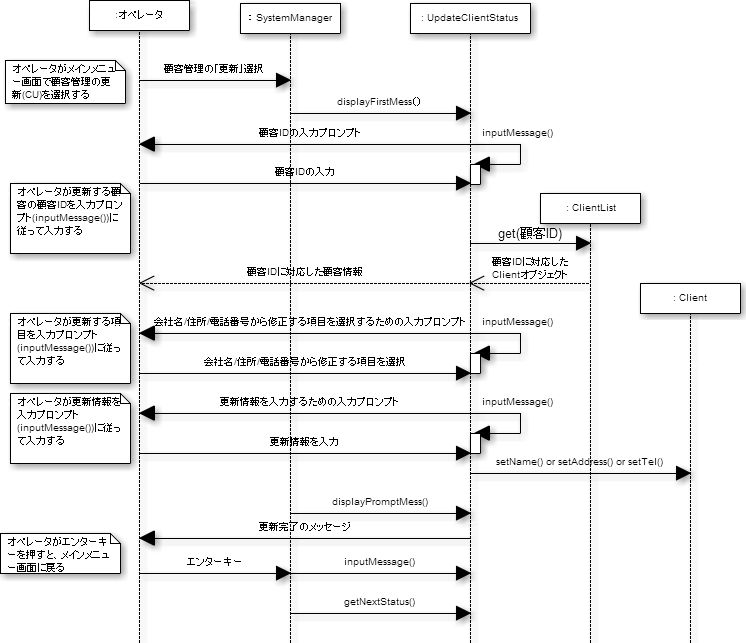 :オペレータ
: SystemManager
: UpdateClientStatus
オペレータがメインメニュ
ー画面で顧客管理の更
新(CU)を選択する
顧客管理の「更新」選択
displayFirstMess()
顧客IDの入力プロンプト
inputMessage()
顧客IDの入力
オペレータが更新する顧
客の顧客IDを入力プロン
プト(inputMessage())に
従って入力する
: ClientList
get(顧客ID)
顧客IDに対応した
Clientオブジェクト
顧客IDに対応した顧客情報
: Client
オペレータが更新する項
目を入力プロンプト
(inputMessage())に従っ
て入力する
会社名/住所/電話番号から修正する項目を選択するための入力プロンプト
inputMessage()
会社名/住所/電話番号から修正する項目を選択
オペレータが更新情報を
入力プロンプト
(inputMessage())に従っ
て入力する
更新情報を入力するための入力プロンプト
inputMessage()
更新情報を入力
setName() or setAddress() or setTel()
displayPromptMess()
更新完了のメッセージ
オペレータがエンターキ
ーを押すと、メインメニュ
ー画面に戻る
エンターキー
inputMessage()
getNextStatus()